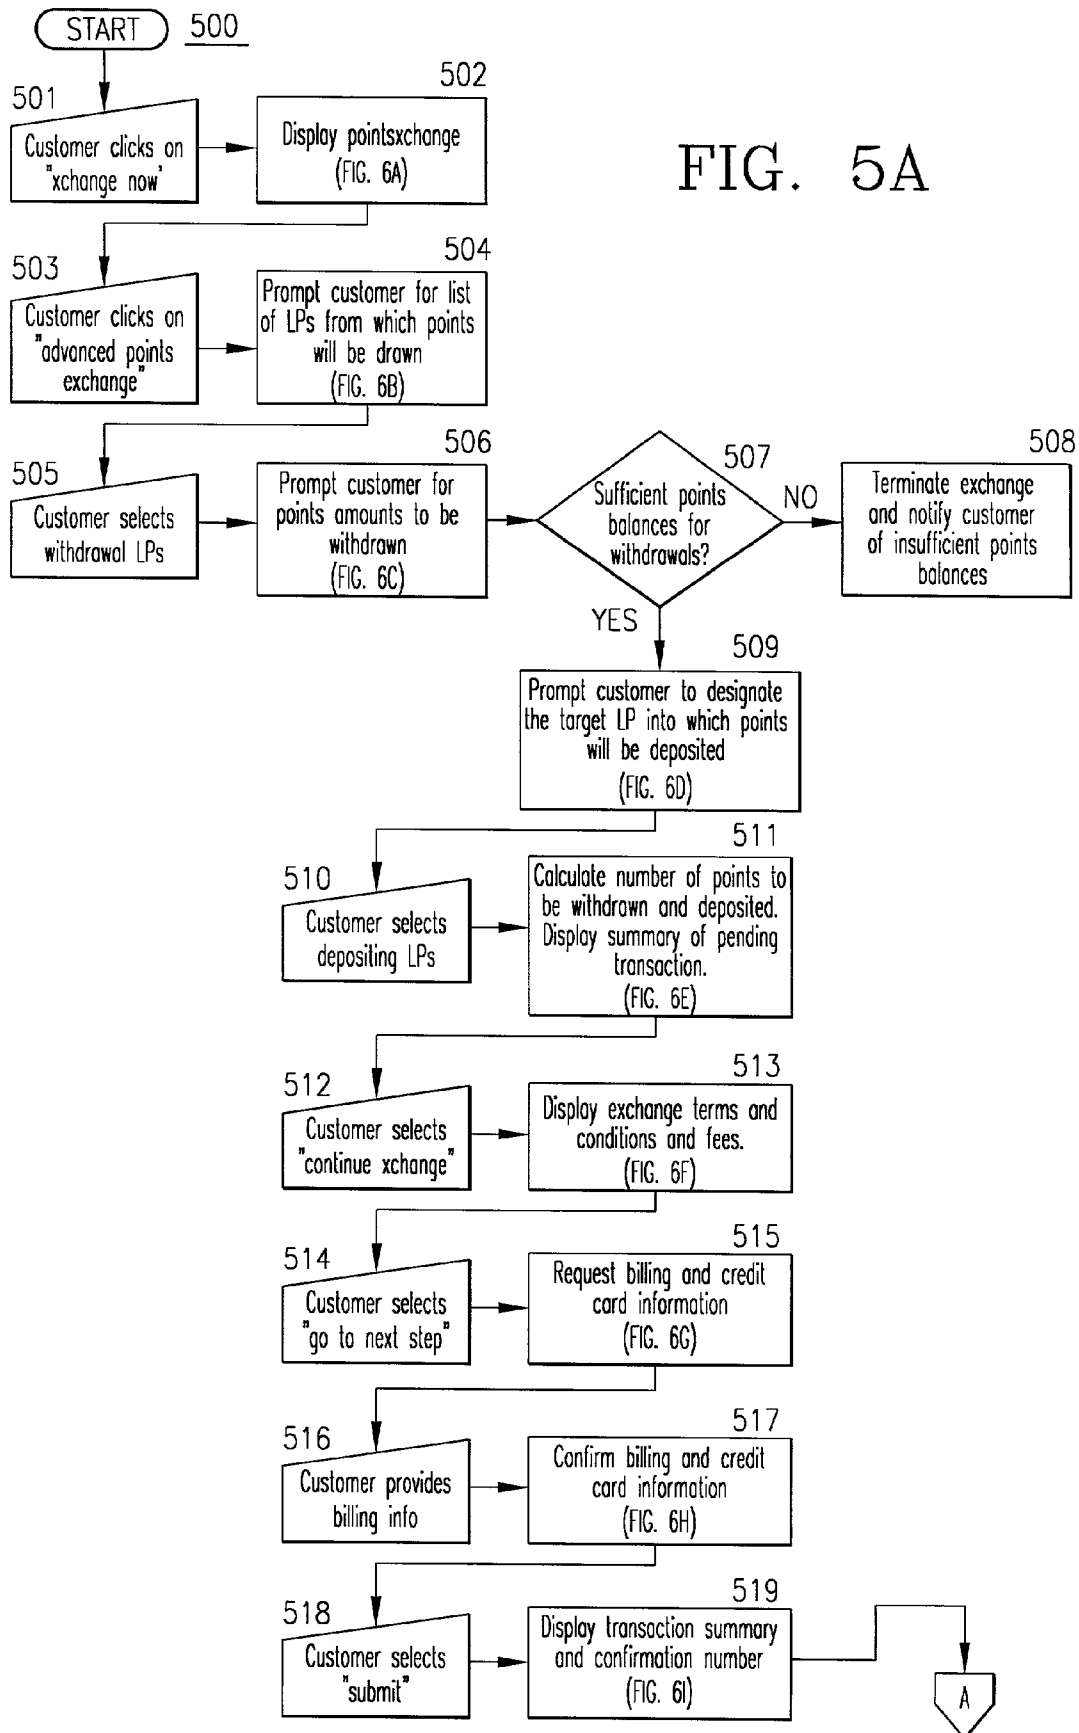 START
500
501
Customer clicks on
"xchange now'
502
Display pointsxchange
(FIG. 6A)
FIG. 5A
503
Customer clicks on
"advanced points
exchange"
504
Prompt customer for list
of LPs from which points
will be drawn
(FIG. 6B)
505
Customer selects
withdrawal LPs
506
Prompt customer for
points amounts to be
withdrawn
(FIG. 6C)
507
Sufficient points
balances for
withdrawals?
NO
508
Terminate exchange
and notify customer
of insufficient points
balances
YES
509
Prompt customer to designate
the target LP into which points
will be deposited
(FIG. 6D)
510
Customer selects
depositing LPs
511
Calculate number of points to
be withdrawn and deposited.
Display summary of pending
transaction.
(FIG. 6E)
512
Customer selects
"continue xchange"
513
Display exchange terms and
conditions and fees.
(FIG. 6F)
514
Customer selects
"go to next step"
515
Request billing and credit
card information
(FIG. 6G)
516
Customer provides
billing info
517
Confirm billing and credit
card information
(FIG. 6H)
518
Customer selects
"submit"
519
Display transaction summary
and confirmation number
(FIG. 6I)
A